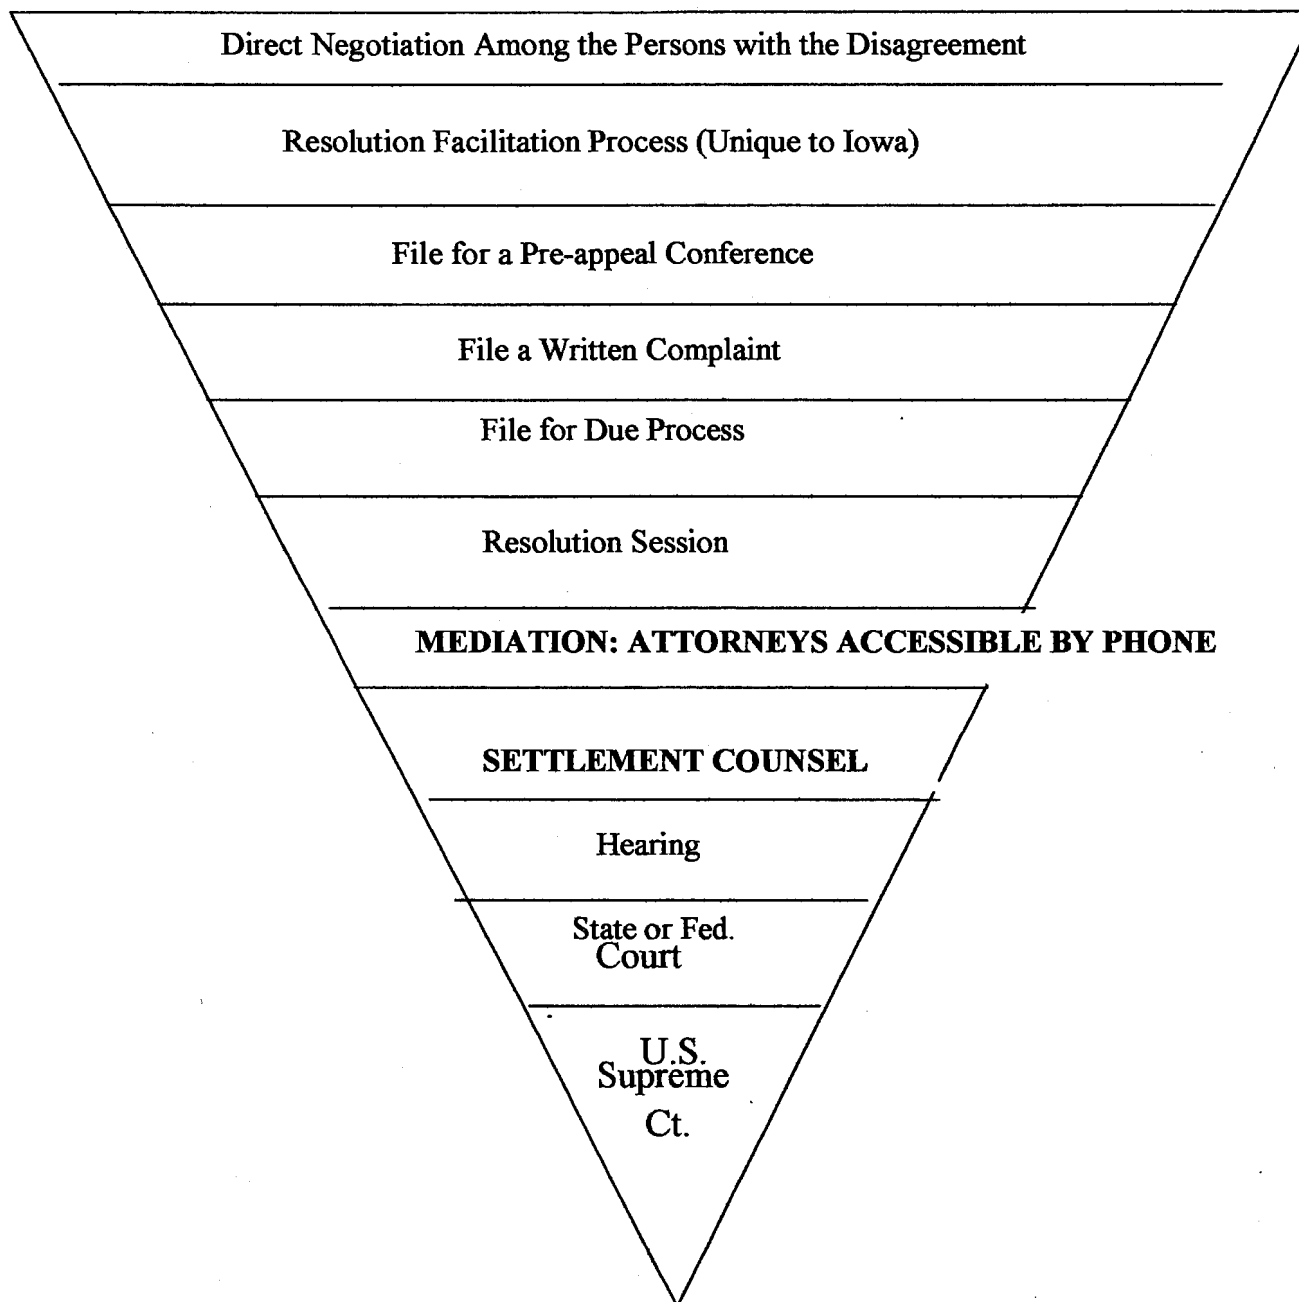 Direct Negotiation Among the Persons with the Disagreement
Resolution Facilitation Process (Unique to Iowa)
File for a Pre-appeal Conference
File a Written Complaint
File for Due Process
Resolution Session
MEDIATION: ATTORNEYS ACCESSIBLE BY PHONE
SETTLEMENT COUNSEL
Hearing
State or Fed.
Court
U.S.
Supreme
Ct.